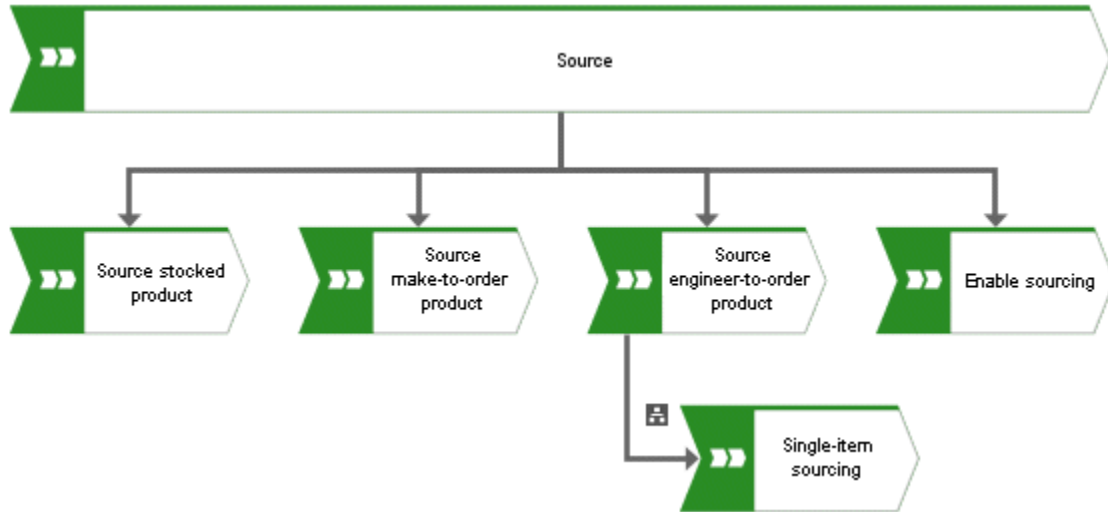 Source
Source stocked
product
Source
make-to-order
product
Source
engineer-to-order
product
Enable sourcing
Single-item
sourcing